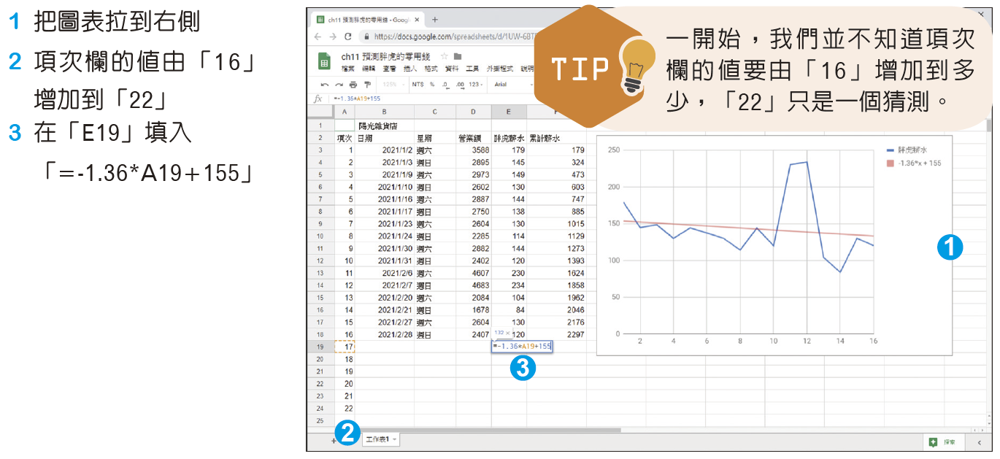 1 把圖表拉到右側
2 項次欄的值由「16」
增加到「22」
3 在「E19」填入
「=-1.36*A19+155」
TIP
一開始，我們並不知道項次
欄的值要由「16」增加到多
少，「22」只是一個猜測。
ch11 預測胖虎的零用錢 - Googl × +
https://docs.google.com/spreadsheets/d/1UW-6BT
ch11 預測胖虎的零用錢
檔案 編輯 查看 插入 格式 資料 工具 外掛程式 說明
125% NT$ % .0 .00 123 Arial
fx =-1.36*A19+155
A B C D E F
1 陽光雜貨店
2 項次 日期 星期 營業額 胖虎薪水 累計薪水
3 1 2021/1/2 週六 3588 179 179
4 2 2021/1/3 週日 2895 145 324
5 3 2021/1/9 週六 2973 149 473
6 4 2021/1/10 週日 2602 130 603
7 5 2021/1/16 週六 2887 144 747
8 6 2021/1/17 週日 2750 138 885
9 7 2021/1/23 週六 2604 130 1015
10 8 2021/1/24 週日 2285 114 1129
11 9 2021/1/30 週六 2882 144 1273
12 10 2021/1/31 週日 2402 120 1393
13 11 2021/2/6 週六 4607 230 1624
14 12 2021/2/7 週日 4683 234 1858
15 13 2021/2/20 週六 2084 104 1962
16 14 2021/2/21 週日 1678 84 2046
17 15 2021/2/27 週六 2604 130 2176
18 16 2021/2/28 週日 2407 120 2297
132 ×
19 17 =-1.36*A19+155
20 18
21 19
22 20
23 21
24 22
25
胖虎薪水
-1.36*x + 155
250
200
150
100
50
0
2 4 6 8 10 12 14 16
1
3
2
+ 工作表1
探索